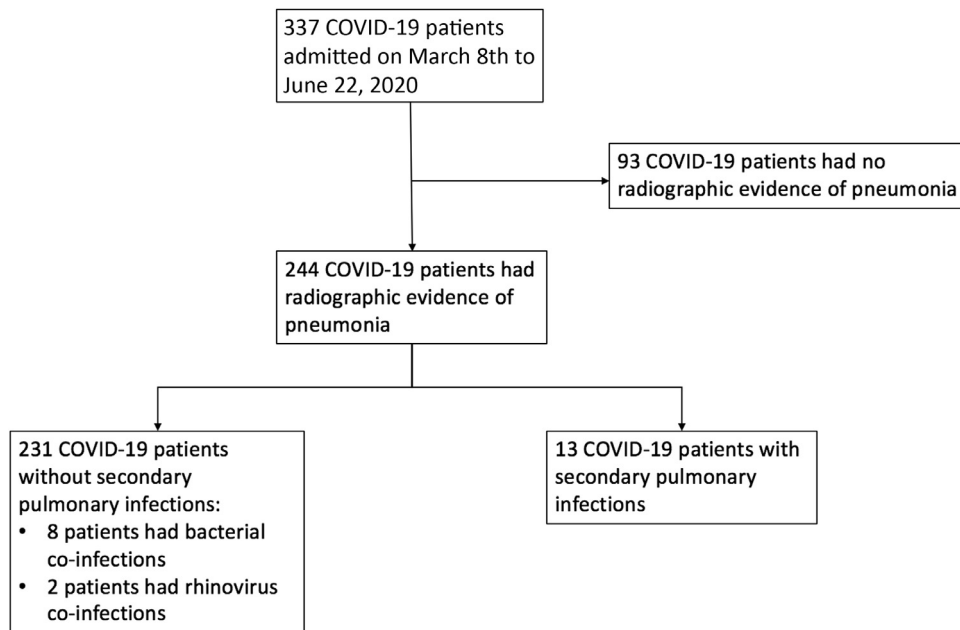 337 COVID-19 patients
admitted on March 8th to
June 22, 2020
93 COVID-19 patients had no
radiographic evidence of pneumonia
244 COVID-19 patients had
radiographic evidence of
pneumonia
231 COVID-19 patients
without secondary
pulmonary infections:
• 8 patients had bacterial
co-infections
• 2 patients had rhinovirus
co-infections
13 COVID-19 patients with
secondary pulmonary
infections